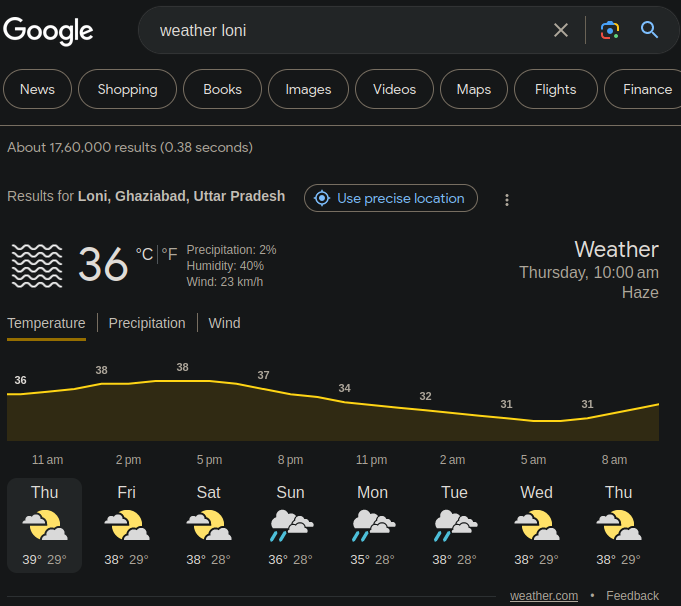 Google
weather loni
News Shopping Books Images Videos Maps Flights Finance
About 17,60,000 results (0.38 seconds)
Results for Loni, Ghaziabad, Uttar Pradesh Use precise location
36 °C | °F
Precipitation: 2%
Humidity: 40%
Wind: 23 km/h
Weather
Thursday, 10:00 am
Haze
Temperature | Precipitation | Wind
36 38 38 37 34 32 31 31
11 am 2 pm 5 pm 8 pm 11 pm 2 am 5 am 8 am
Thu Fri Sat Sun Mon Tue Wed Thu
39° 29° 38° 29° 38° 28° 36° 28° 35° 28° 38° 28° 38° 29° 38° 29°
weather.com • Feedback